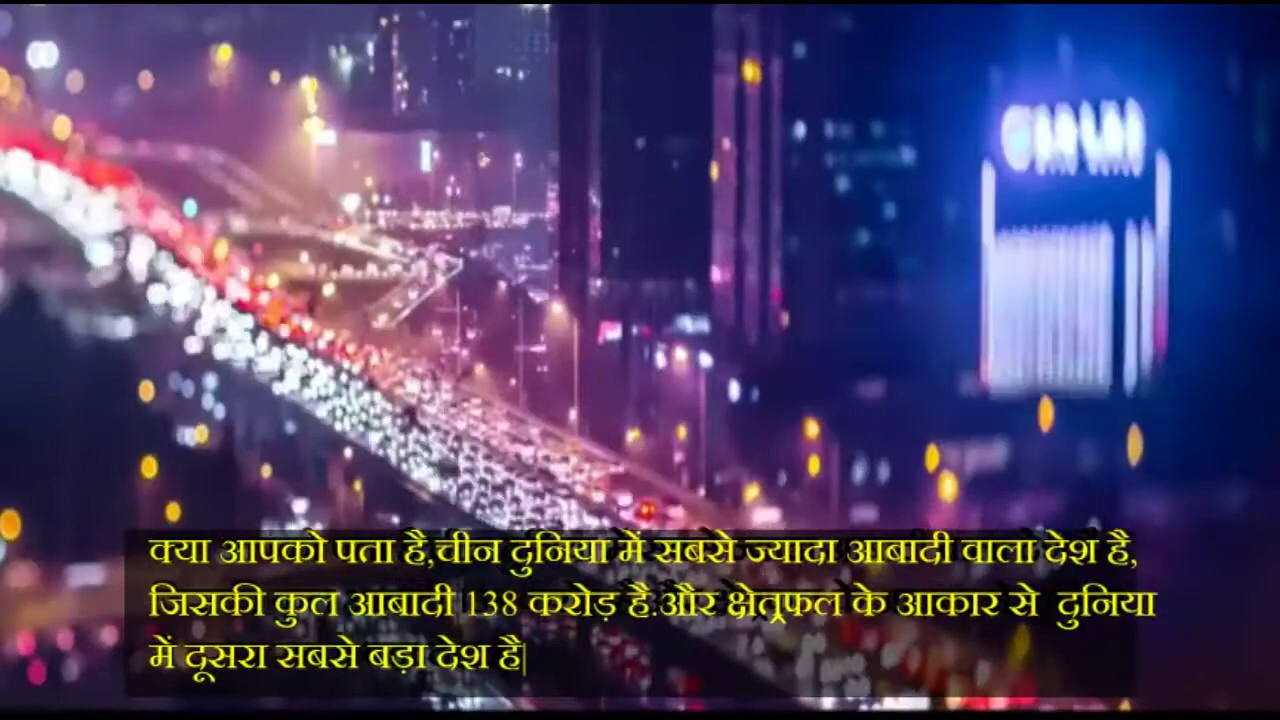 क्या आपको पता है,चीन दुनिया में सबसे ज्यादा आबादी वाला देश है,
जिसकी कुल आबादी 138 करोड़ है.और क्षेत्रफल के आकार से दुनिया
में दूसरा सबसे बड़ा देश है|